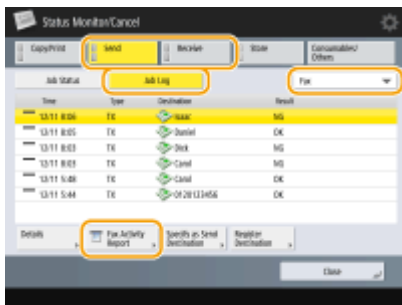 Status Monitor/Cancel
Copy/Print
Send
Receive
Store
Consumables/
Others
Job Status
Job Log
Fax
Time Type Destination Result
12/11 8:06 TX Isaac NG
12/11 8:05 TX Daniel OK
12/11 8:03 TX Dick NG
12/11 8:03 TX Carol NG
12/11 5:48 TX Carol OK
12/11 5:44 TX 0120123456 OK
Details
Fax Activity
Report
Specify as Send
Destination
Register
Destination
Close